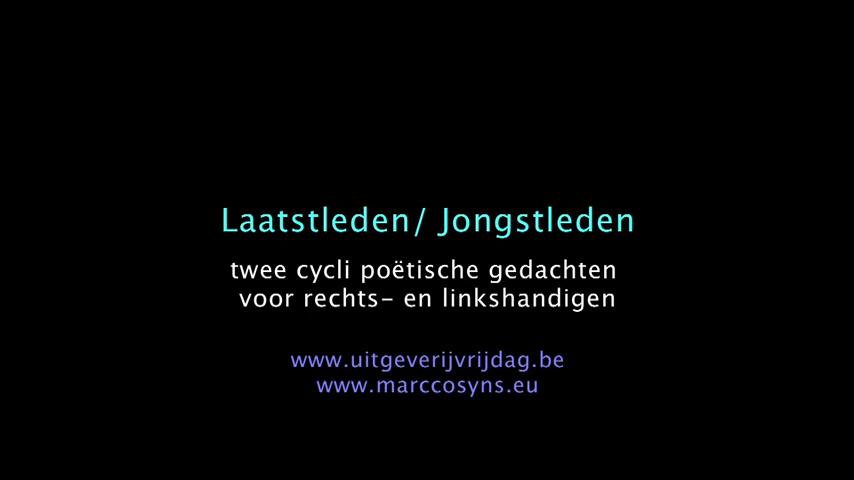 Laatstleden/ Jongstleden
twee cycli poëtische gedachten
voor rechts- en linkshandigen
www.uitgeverijvrijdag.be
www.marccosyns.eu